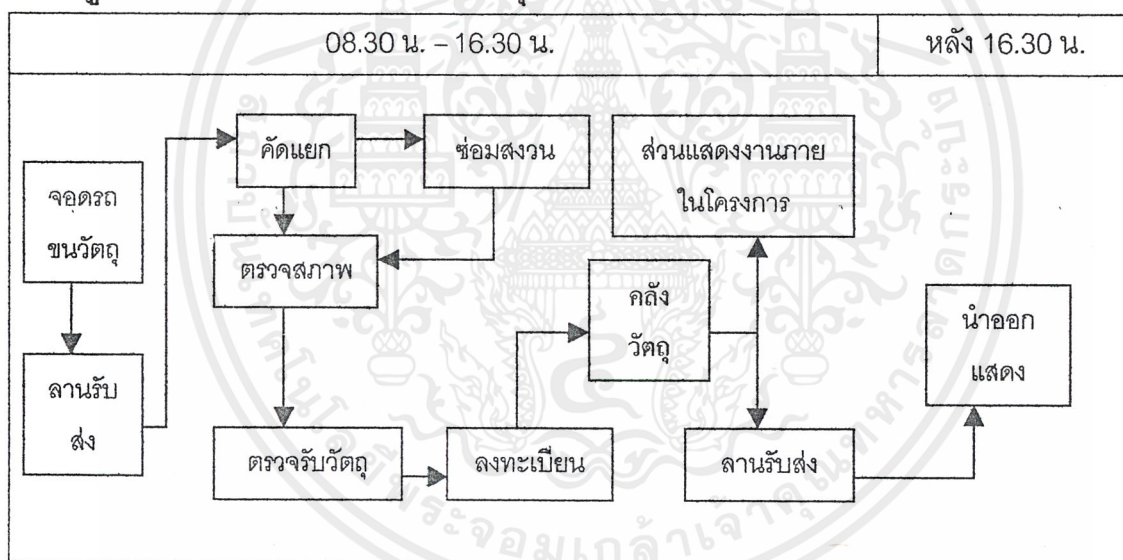 08.30 น. – 16.30 น.
หลัง 16.30 น.
จอดรถ
ขนวัตถุ
ลานรับ
ส่ง
คัดแยก
ซ่อมสงวน
ตรวจสภาพ
ตรวจรับวัตถุ
ลงทะเบียน
คลัง
วัตถุ
ส่วนแสดงงานภาย
ในโครงการ
ลานรับส่ง
นำออก
แสดง